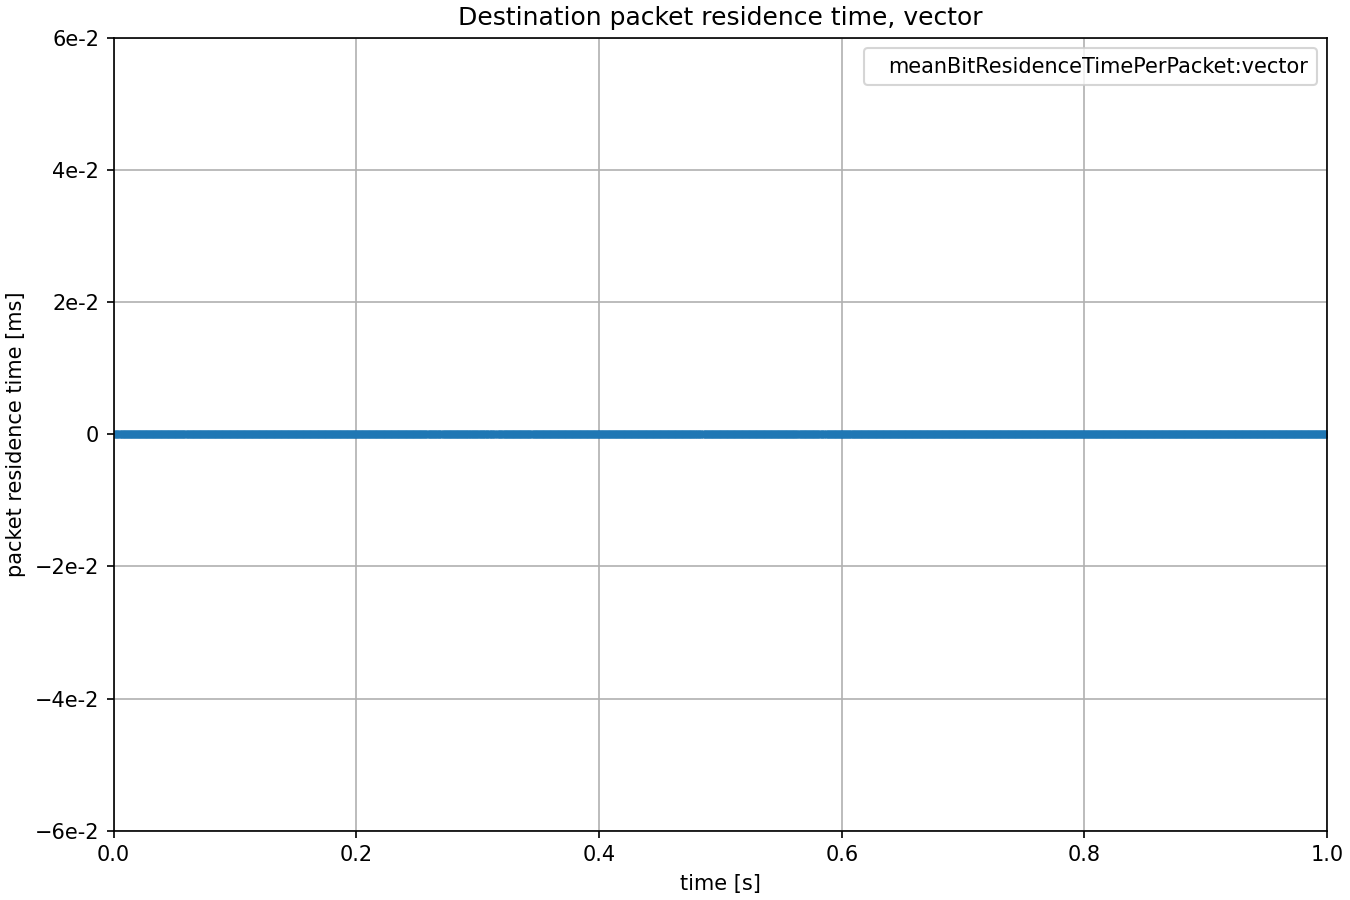 Destination packet residence time, vector
meanBitResidenceTimePerPacket:vector
packet residence time [ms]
6e-2
4e-2
2e-2
0
−2e-2
−4e-2
−6e-2
0.0 0.2 0.4 0.6 0.8 1.0
time [s]